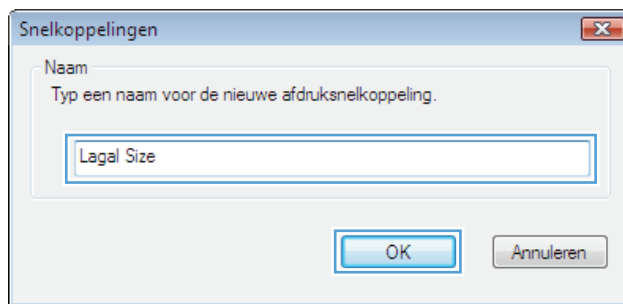 Snelkoppelingen
Naam
Typ een naam voor de nieuwe afdruksnelkoppeling.
Lagal Size
OK
Annuleren